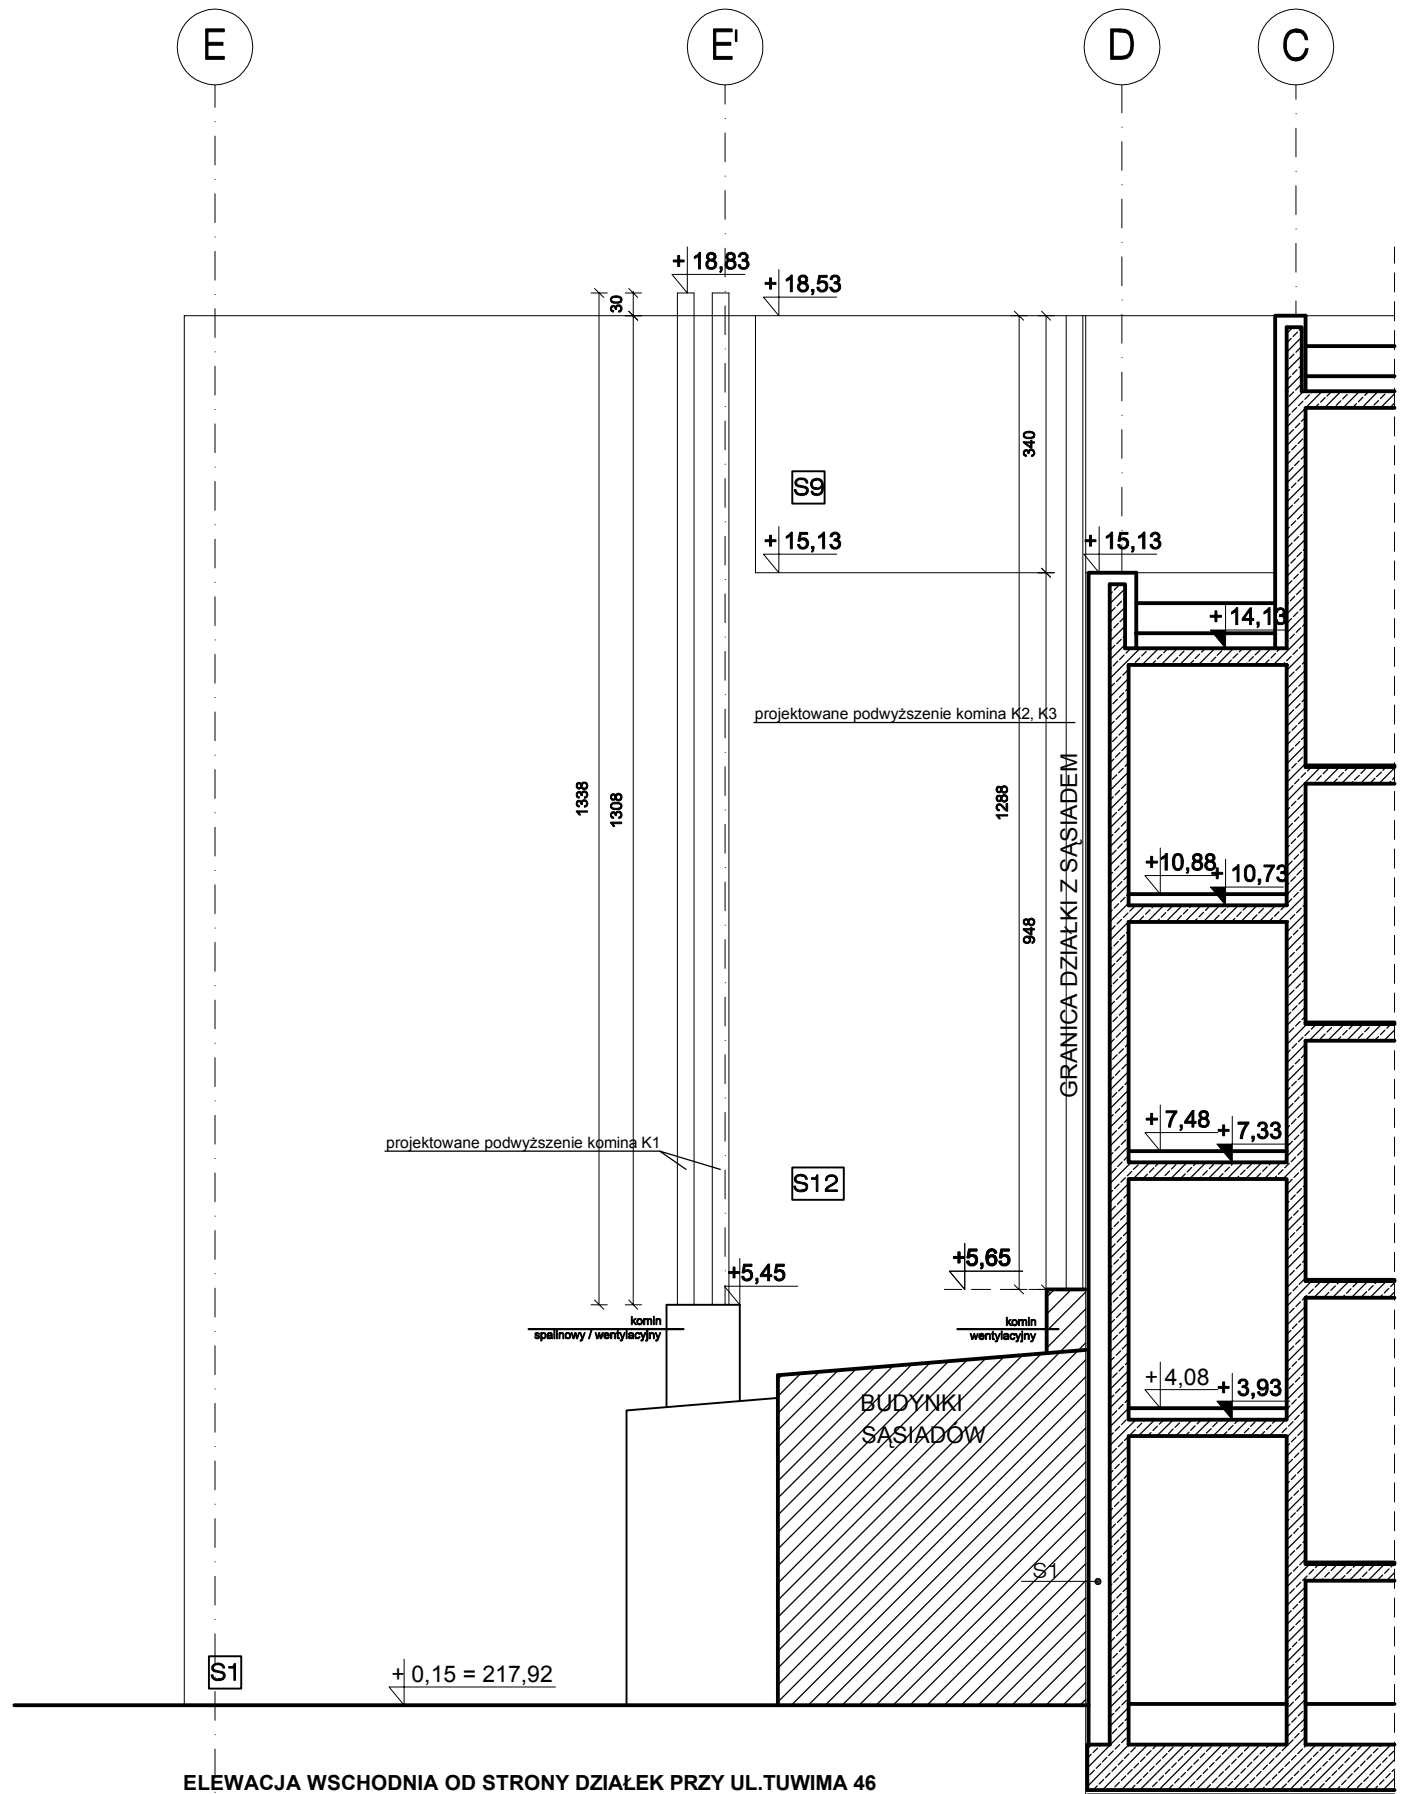 E
E'
D
C
+ 18,83
+ 18,53
30
340
S9
+ 15,13
+ 15,13
+ 14,13
projektowane podwyższenie komina K2, K3
1338
1308
1288
948
GRANICA DZIAŁKI Z SĄSIADEM
+10,88
+ 10,73
+ 7,48
+ 7,33
projektowane podwyższenie komina K1
S12
+5,65
+5,45
komin
spalinowy / wentylacyjny
komin
wentylacyjny
+ 4,08
+ 3,93
BUDYNKI
SĄSIADÓW
S1
S1
+ 0,15 = 217,92
ELEWACJA WSCHODNIA OD STRONY DZIAŁEK PRZY UL.TUWIMA 46